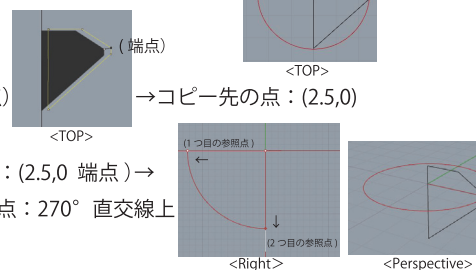 (端点)
<TOP>
)
→コピー先の点：(2.5,0)
<TOP>
：(2.5,0 端点 )→
点：270°直交線上
(1つ目の参照点)
←
↓
(2つ目の参照点)
<Right>
<Perspective>